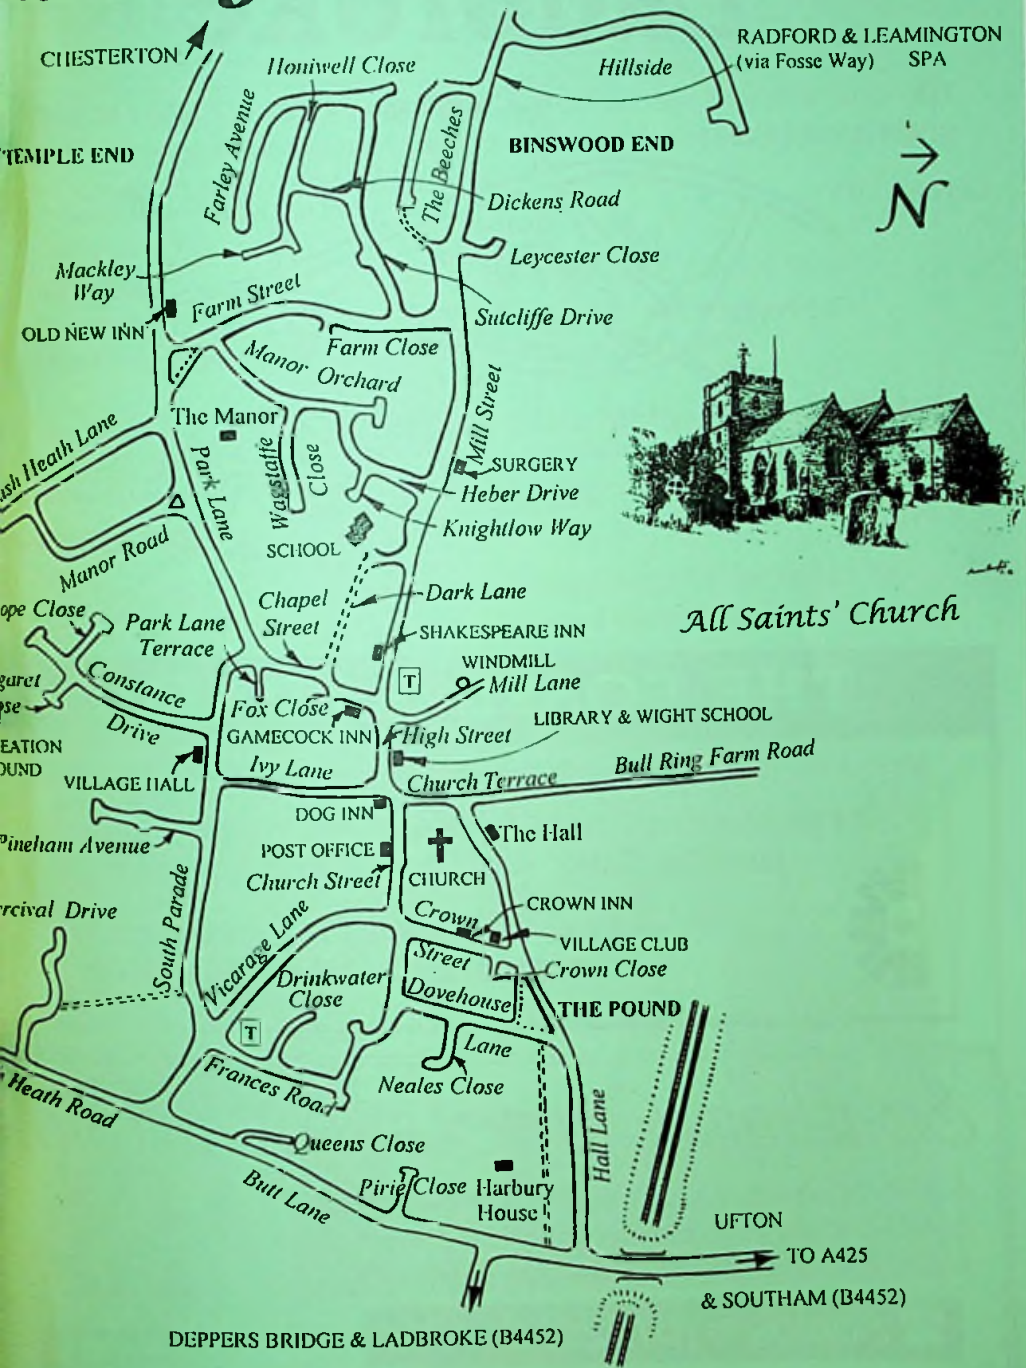 CHESTERTON
RADFORD & LEAMINGTON
(via Fosse Way) SPA
Honiwell Close
Hillside
Farley Avenue
The Beeches
BINSWOOD END
TEMPLE END
N
Dickens Road
Leycester Close
Mackley
Way
Farm Street
Sutcliffe Drive
OLD NEW INN
Farm Close
Manor
Orchard
The Manor
Mill Street
Heath Lane
Park Lane
Wagstaffe
Close
SURGERY
Heber Drive
Knightlow Way
SCHOOL
Manor Road
Dark Lane
Chapel
Street
All Saints' Church
Close
Park Lane
Terrace
SHAKESPEARE INN
WINDMILL
T
Mill Lane
Constance
Drive
Fox Close
LIBRARY & WIGHT SCHOOL
GAMECOCK INN
High Street
Ivy Lane
Bull Ring Farm Road
VILLAGE HALL
Church Terrace
DOG INN
The Hall
Pineham Avenue
POST OFFICE
Church Street
CHURCH
Drive
South Parade
Vicarage Lane
Crown
Street
CROWN INN
VILLAGE CLUB
Crown Close
Drinkwater
Close
Dovehouse
Lane
THE POUND
T
Neales Close
Frances Road
Heath Road
Hall Lane
Queens Close
Butt Lane
Pirie Close
Harbury
House
UFTON
TO A425
& SOUTHAM (B4452)
DEPPERS BRIDGE & LADBROKE (B4452)